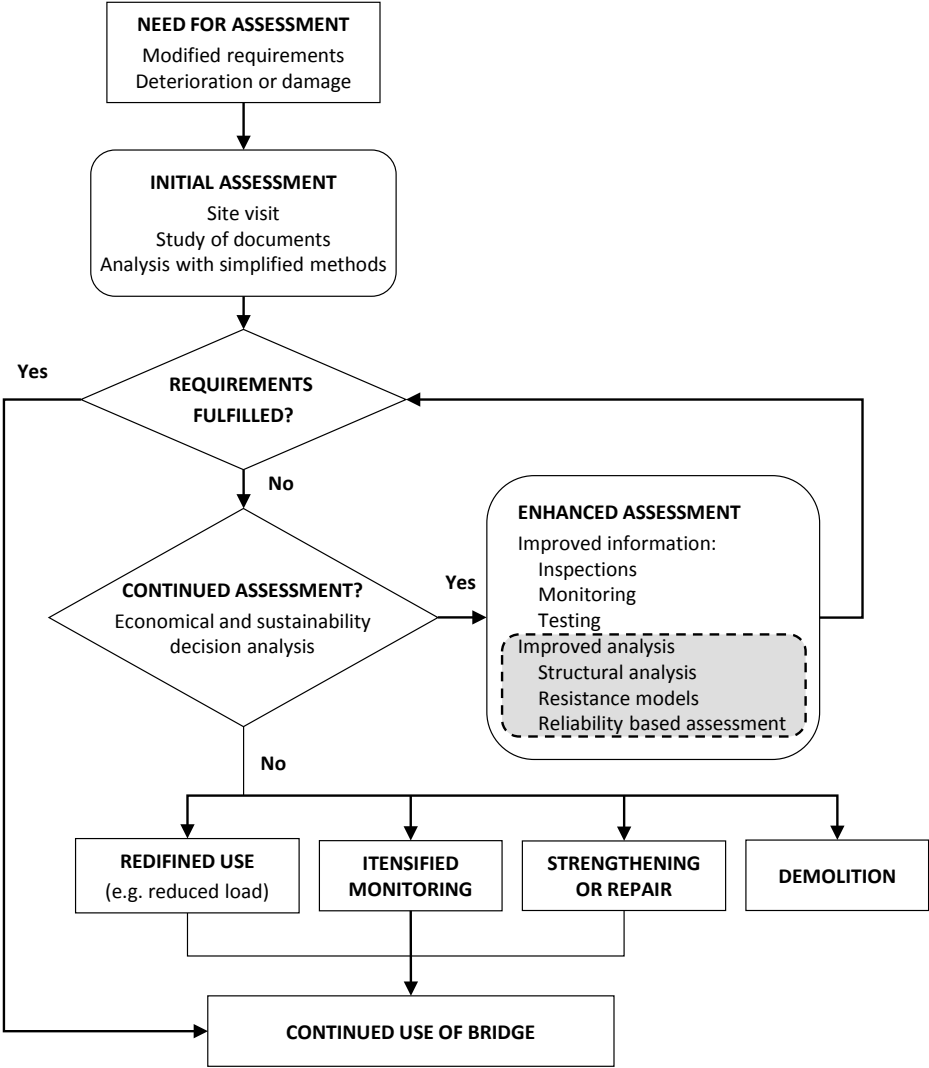 NEED FOR ASSESSMENT
Modified requirements
Deterioration or damage
INITIAL ASSESSMENT
Site visit
Study of documents
Analysis with simplified methods
Yes
REQUIREMENTS
FULFILLED?
No
CONTINUED ASSESSMENT?
Economical and sustainability
decision analysis
Yes
ENHANCED ASSESSMENT
Improved information:
Inspections
Monitoring
Testing
Improved analysis
Structural analysis
Resistance models
Reliability based assessment
No
REDIFINED USE
(e.g. reduced load)
ITENSIFIED
MONITORING
STRENGTHENING
OR REPAIR
DEMOLITION
CONTINUED USE OF BRIDGE